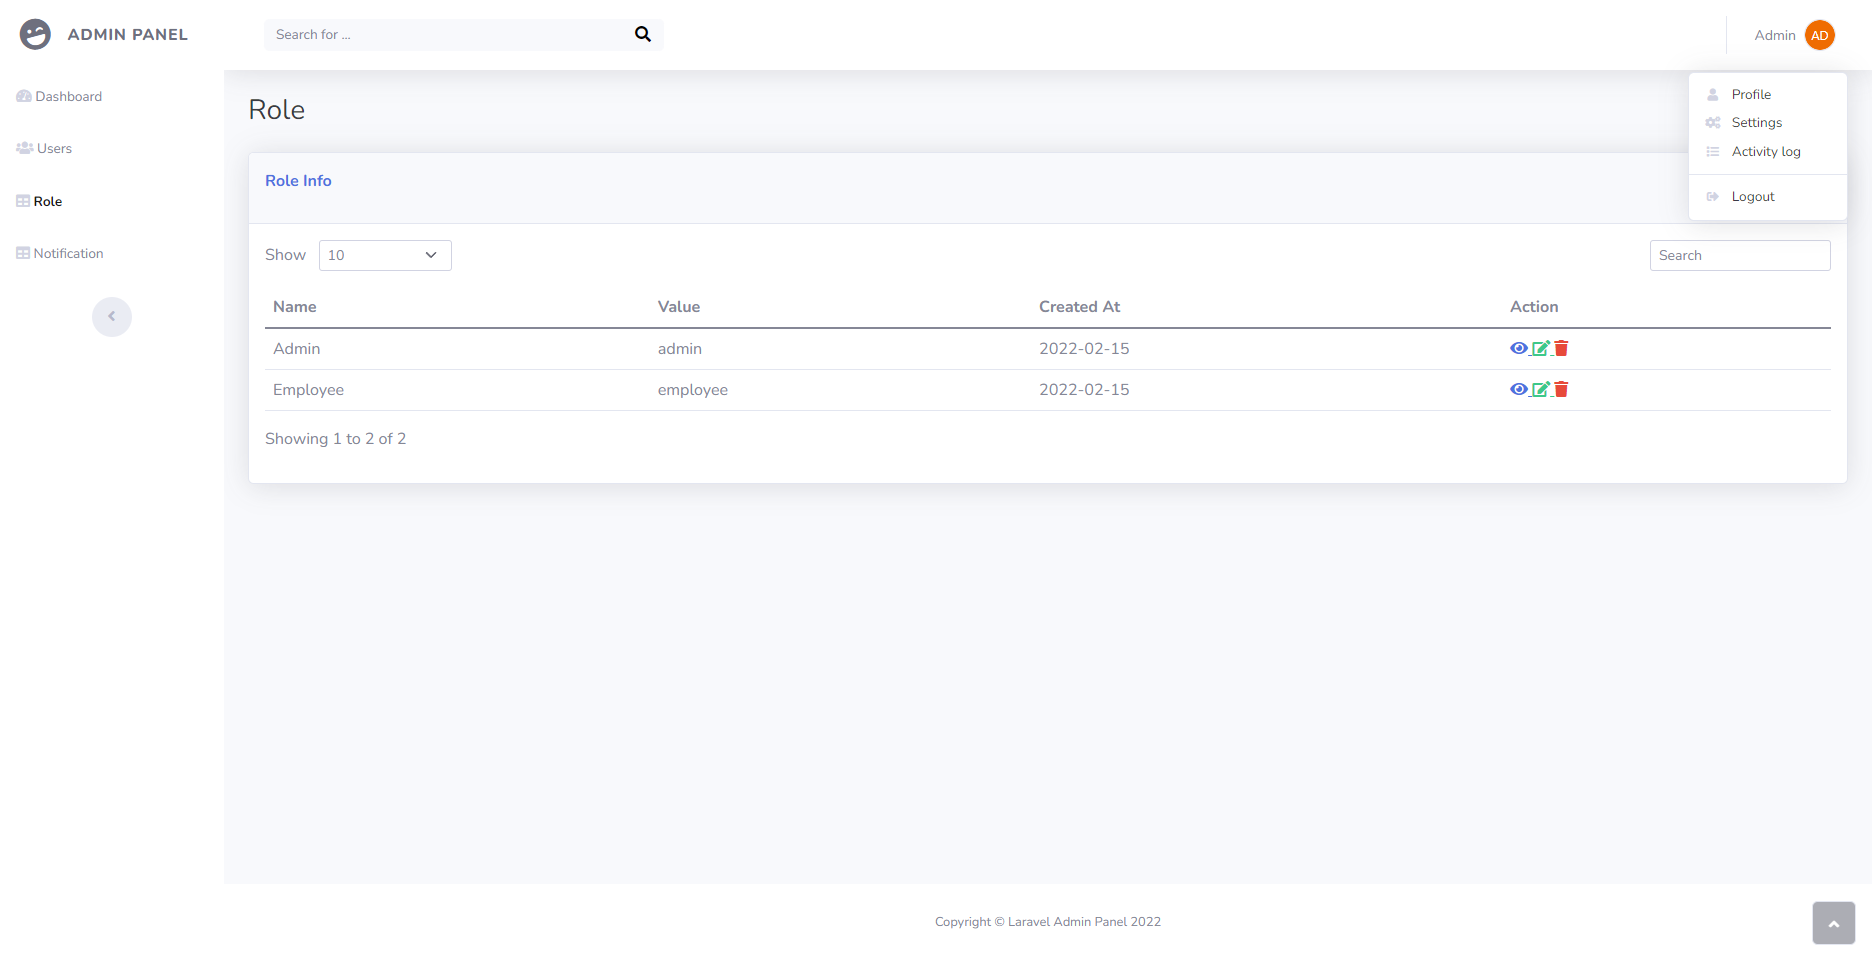 ADMIN PANEL
Search for ...
Admin
AD
Dashboard
Users
Role
Notification
Profile
Settings
Activity log
Logout
Role
Role Info
Show 10
Search
Name Value Created At Action
Admin admin 2022-02-15
Employee employee 2022-02-15
Showing 1 to 2 of 2
Copyright © Laravel Admin Panel 2022